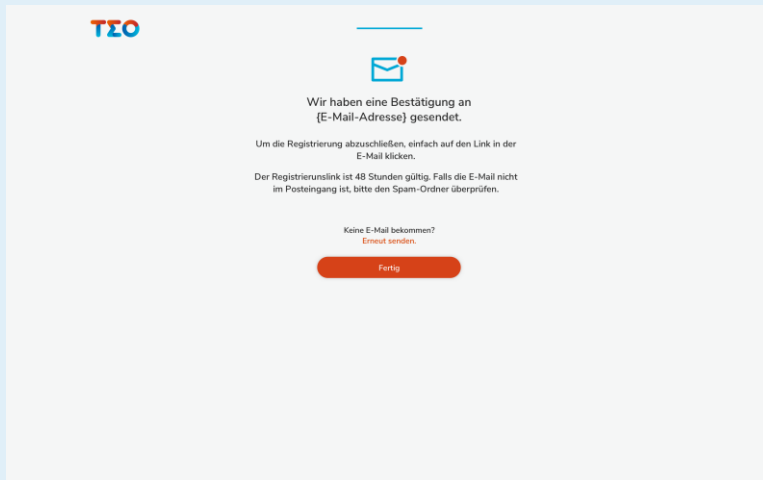 TEO
Wir haben eine Bestätigung an
{E-Mail-Adresse} gesendet.
Um die Registrierung abzuschließen, einfach auf den Link in der
E-Mail klicken.
Der Registrierunslink ist 48 Stunden gültig. Falls die E-Mail nicht
im Posteingang ist, bitte den Spam-Ordner überprüfen.
Keine E-Mail bekommen?
Erneut senden.
Fertig